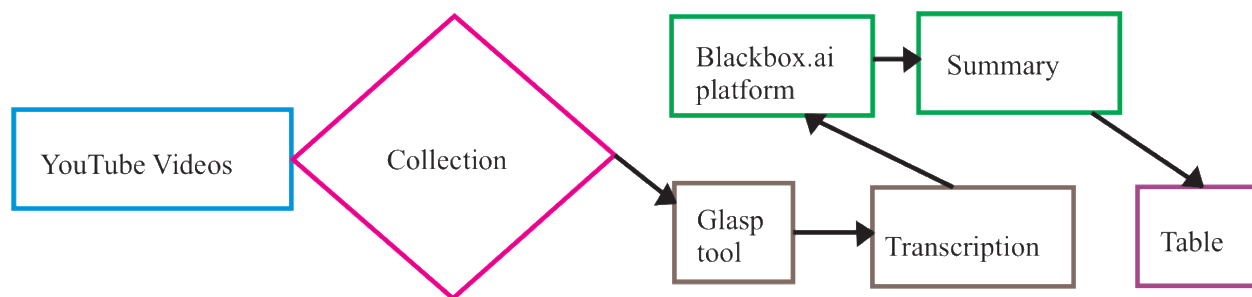 YouTube Videos
Collection
Glasp
tool
Transcription
Blackbox.ai
platform
Summary
Table